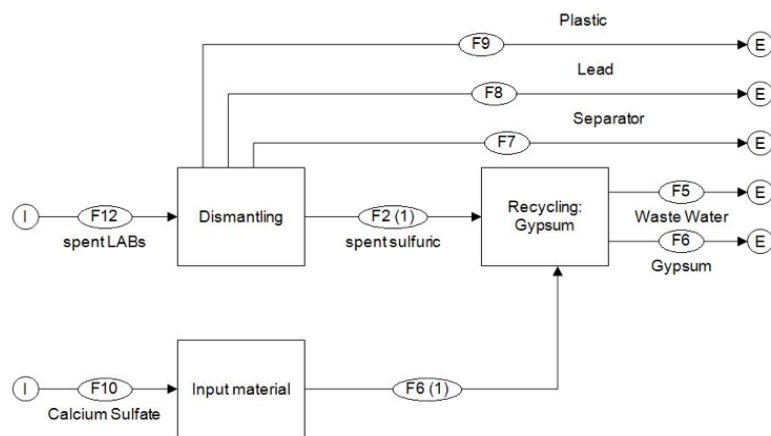 Plastic
F9
E
Lead
F8
E
Separator
F7
E
I
F12
spent LABs
Dismantling
F2 (1)
spent sulfuric
Recycling:
Gypsum
F5
E
Waste Water
F6
E
Gypsum
I
F10
Calcium Sulfate
Input material
F6 (1)